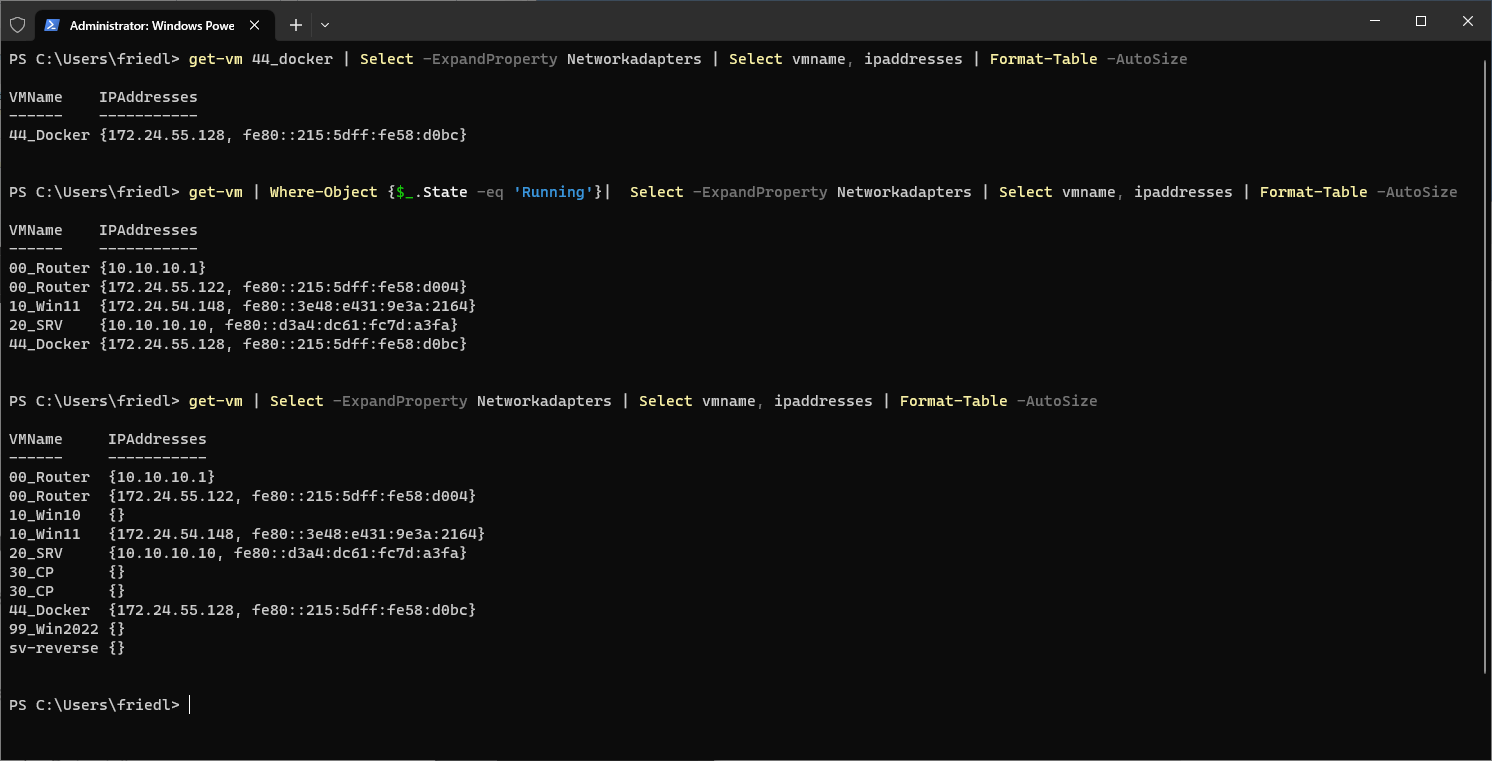 Administrator: Windows Powe
PS C:\Users\friedl> get-vm 44_docker | Select -ExpandProperty Networkadapters | Select vmname, ipaddresses | Format-Table -AutoSize
VMName IPAddresses
------ -----------
44_Docker {172.24.55.128, fe80::215:5dff:fe58:d0bc}
PS C:\Users\friedl> get-vm | Where-Object {$_.State -eq 'Running'}|  Select -ExpandProperty Networkadapters | Select vmname, ipaddresses | Format-Table -AutoSize
VMName IPAddresses
------ -----------
00_Router {10.10.10.1}
00_Router {172.24.55.122, fe80::215:5dff:fe58:d004}
10_Win11 {172.24.54.148, fe80::3e48:e431:9e3a:2164}
20_SRV {10.10.10.10, fe80::d3a4:dc61:fc7d:a3fa}
44_Docker {172.24.55.128, fe80::215:5dff:fe58:d0bc}
PS C:\Users\friedl> get-vm | Select -ExpandProperty Networkadapters | Select vmname, ipaddresses | Format-Table -AutoSize
VMName IPAddresses
------ -----------
00_Router {10.10.10.1}
00_Router {172.24.55.122, fe80::215:5dff:fe58:d004}
10_Win10 {}
10_Win11 {172.24.54.148, fe80::3e48:e431:9e3a:2164}
20_SRV {10.10.10.10, fe80::d3a4:dc61:fc7d:a3fa}
30_CP {}
30_CP {}
44_Docker {172.24.55.128, fe80::215:5dff:fe58:d0bc}
99_Win2022 {}
sv-reverse {}
PS C:\Users\friedl>